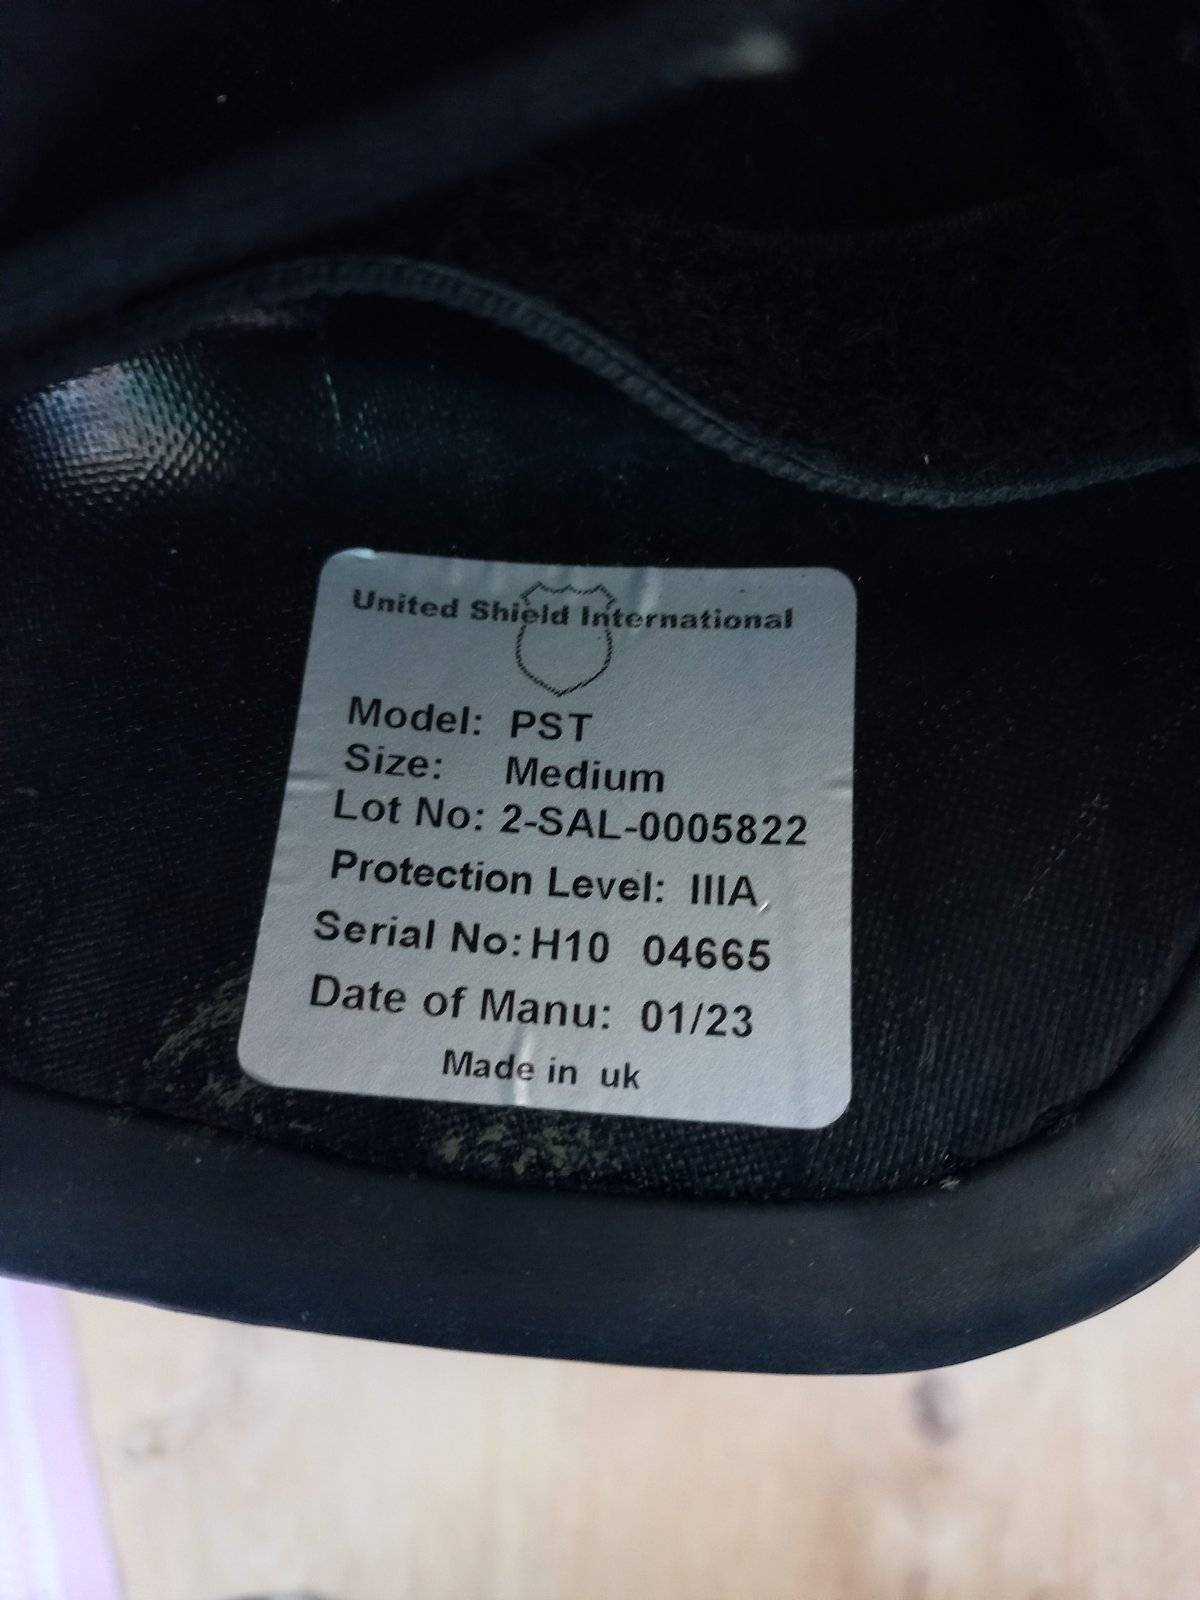 United Shield International
Model: PST
Size: Medium
Lot No: 2-SAL-0005822
Protection Level: IIIA
Serial No: H10 04665
Date of Manu: 01/23
Made in uk